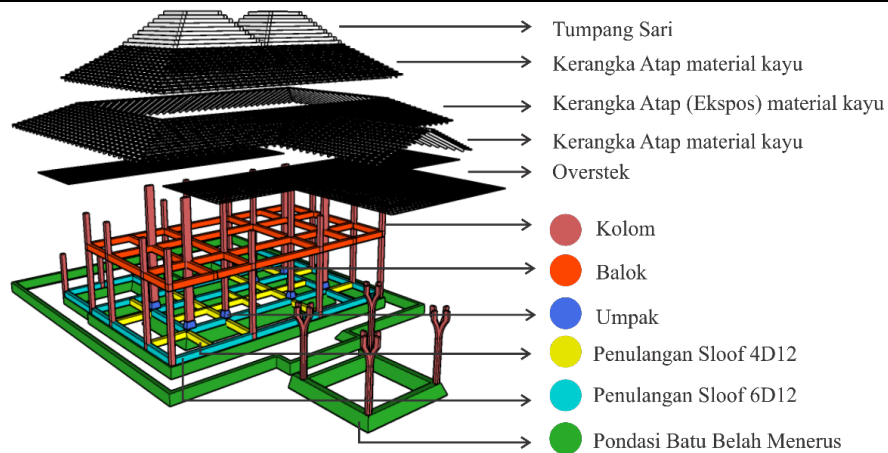 Tumpang Sari
Kerangka Atap material kayu
Kerangka Atap (Ekspos) material kayu
Kerangka Atap material kayu
Overstek
Kolom
Balok
Umpak
Penulangan Sloof 4D12
Penulangan Sloof 6D12
Pondasi Batu Belah Menerus